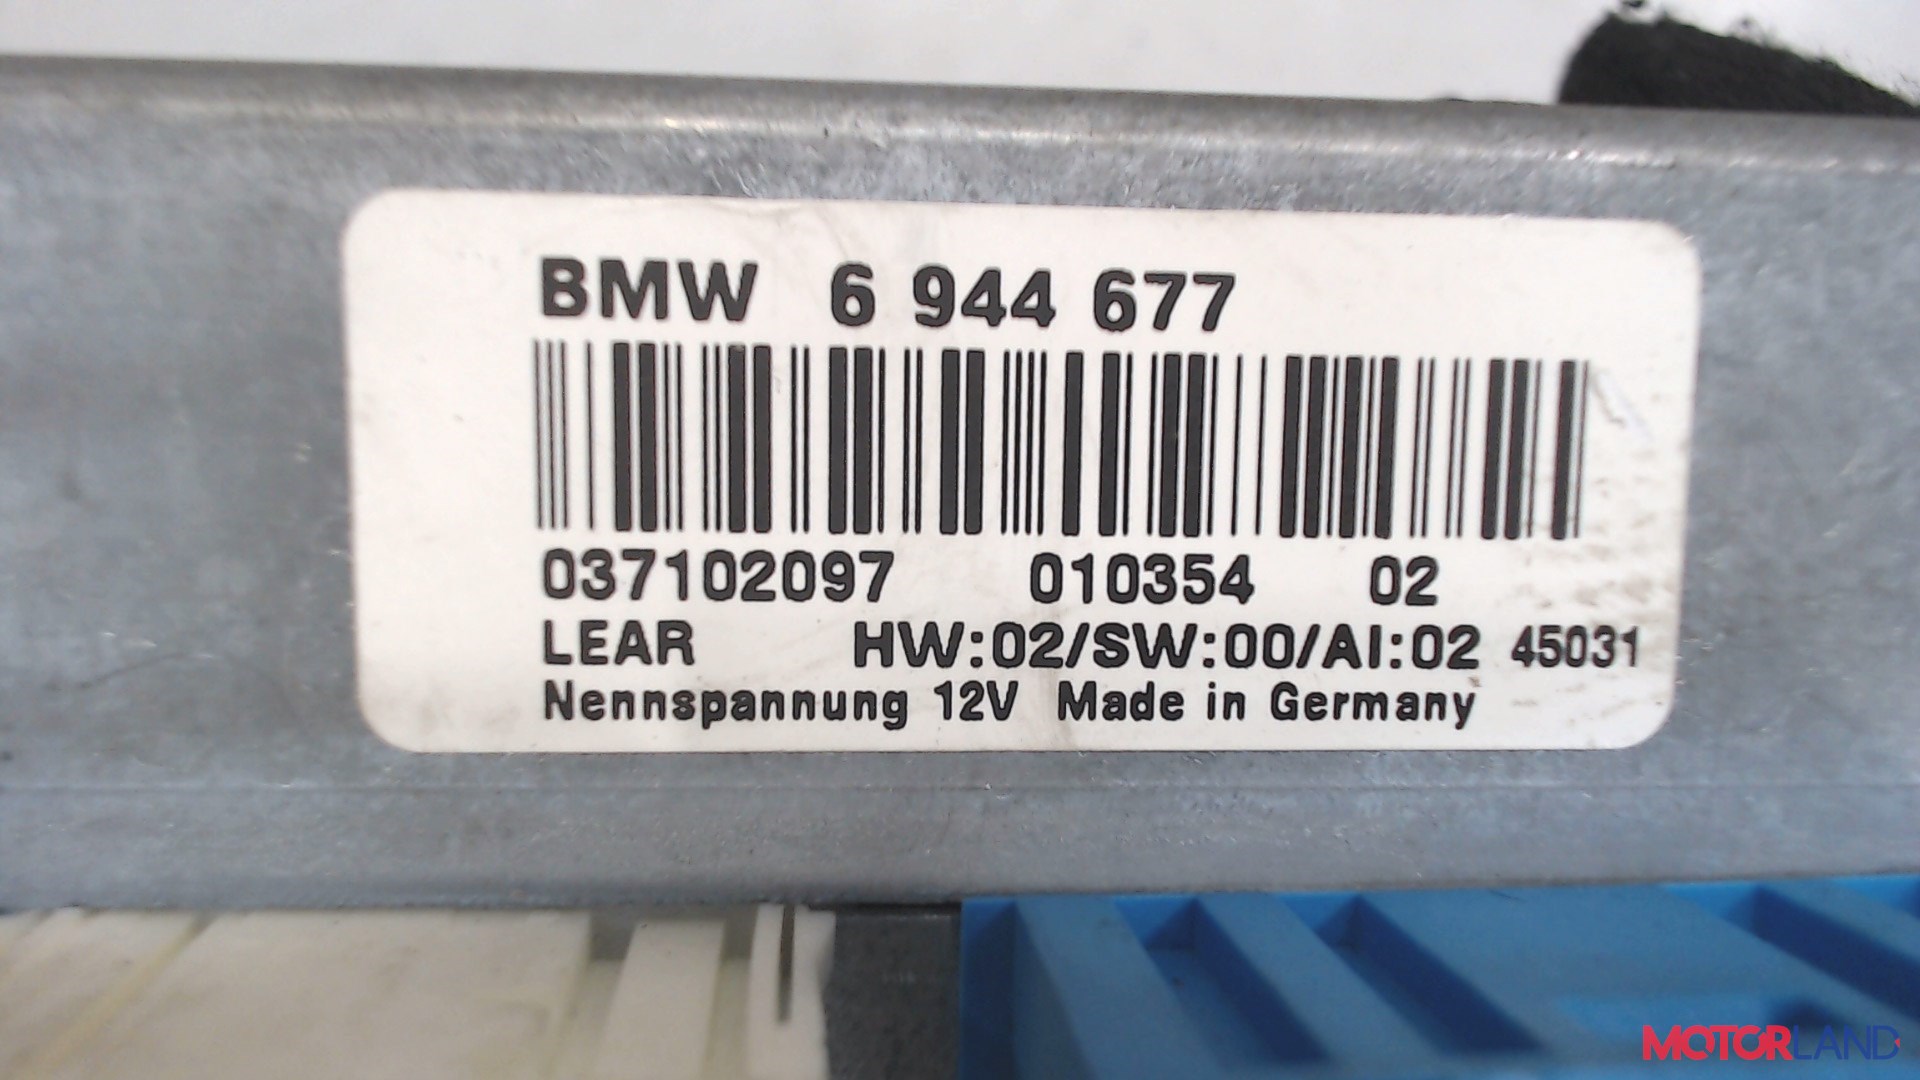 BMW 6 944 677
037102097 010354 02
LEAR HW:02/SW:00/AI:02 45031
Nennspannung 12V Made in Germany
MOTORLAND